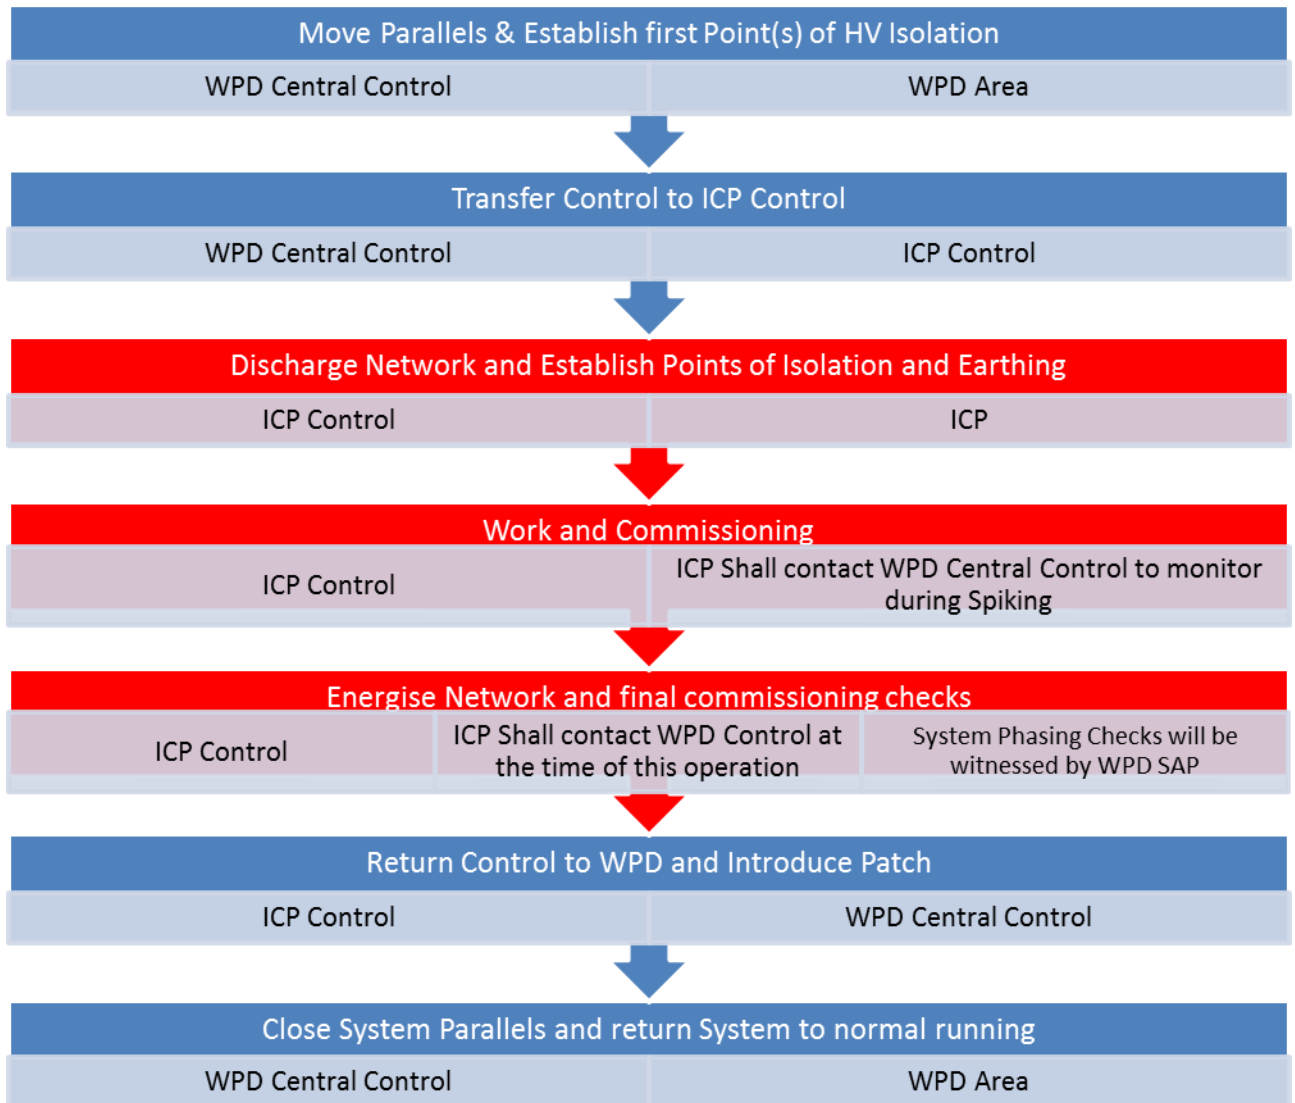 Move Parallels & Establish first Point(s) of HV Isolation
WPD Central Control
WPD Area
Transfer Control to ICP Control
WPD Central Control
ICP Control
Discharge Network and Establish Points of Isolation and Earthing
ICP Control
ICP
Work and Commissioning
ICP Control
ICP Shall contact WPD Central Control to monitor
during Spiking
Energise Network and final commissioning checks
ICP Control
ICP Shall contact WPD Control at
the time of this operation
System Phasing Checks will be
witnessed by WPD SAP
Return Control to WPD and Introduce Patch
ICP Control
WPD Central Control
Close System Parallels and return System to normal running
WPD Central Control
WPD Area